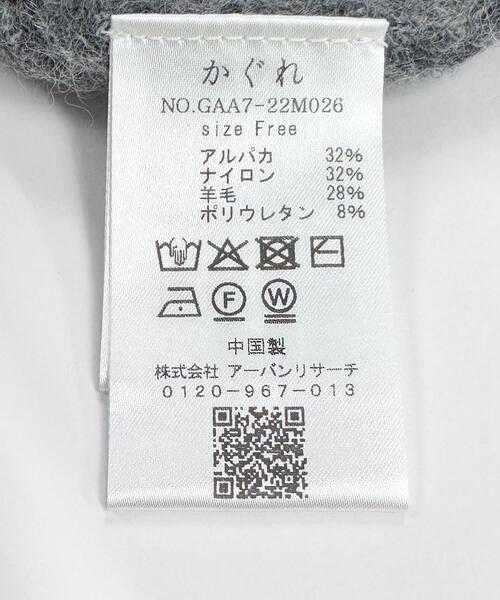 かぐれ
NO.GAA7-22M026
size Free
アルパカ 32%
ナイロン 32%
羊毛 28%
ポリウレタン 8%
F W
中国製
株式会社 アーバンリサーチ
0120-967-013